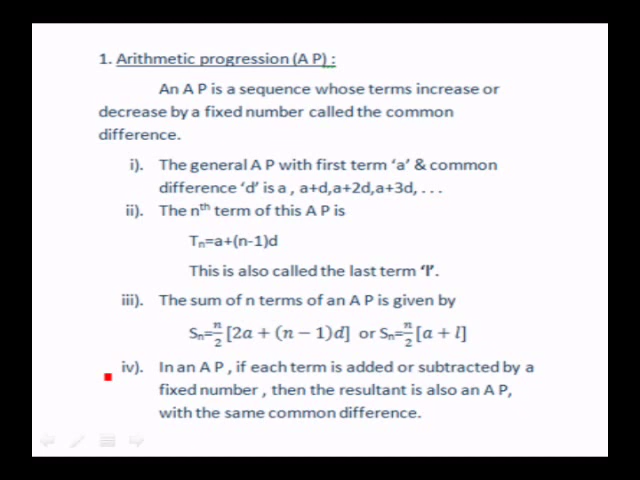 1. Arithmetic progression (A P) :
An A P is a sequence whose terms increase or
decrease by a fixed number called the common
difference.
i). The general A P with first term ‘a’ & common
difference ‘d’ is a , a+d,a+2d,a+3d, . . .
ii). The nᵗʰ term of this A P is
Tₙ=a+(n-1)d
This is also called the last term ‘l’.
iii). The sum of n terms of an A P is given by
Sₙ=n/2 [2a + (n − 1)d] or Sₙ=n/2 [a + l]
iv). In an A P , if each term is added or subtracted by a
fixed number , then the resultant is also an A P,
with the same common difference.